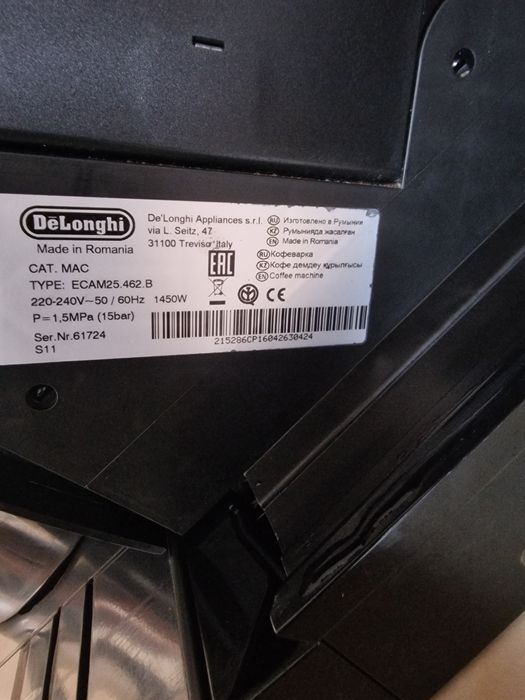 DeLonghi
Made in Romania
CAT. MAC
TYPE: ECAM25.462.B
220-240V~50 / 60Hz 1450W
P=1,5MPa (15bar)
Ser.Nr.61724
S11
De'Longhi Appliances s.r.l.
via L. Seitz, 47
31100 Treviso Italy
RU Изготовлено в Румынии
KZ Румынияда жасалған
EN Made in Romania
RU Кофеварка
KZ Кофе демдеу құрылғысы
EN Coffee machine
EAC
CE
215286CP16042630424